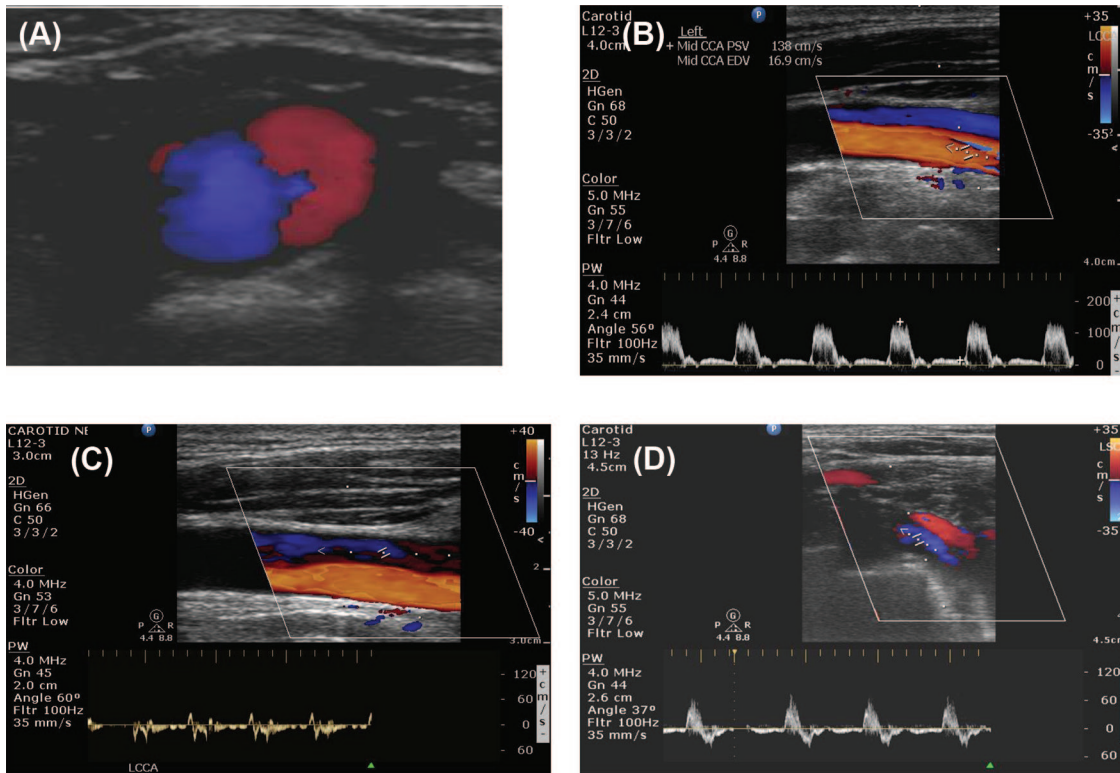 (A)
Carotid
L12-3
4.0cm
2D
HGen
Gn 68
C 50
3/3/2
Color
5.0 MHz
Gn 55
3/7/6
Fltr Low
PW
4.0 MHz
Gn 44
2.4 cm
Angle 56º
Fltr 100Hz
35 mm/s
P
(B)
Left
+ Mid CCA PSV 138 cm/s
Mid CCA EDV 16.9 cm/s
G
P R
4.4 8.8
+35
c
m
/
s
-35
<
4.0cm
200
100
0
+
c
m
/
s
-
CAROTID
L12-3
3.0cm
2D
HGen
Gn 66
C 50
3/3/2
Color
4.0 MHz
Gn 53
3/7/6
Fltr Low
PW
4.0 MHz
Gn 45
2.0 cm
Angle 60º
Fltr 100Hz
35 mm/s
P
(C)
G
P R
4.4 8.8
+40
c
m
/
s
-40
<
2
3.0cm
120
60
0
60
+
c
m
/
s
-
LCCA
Carotid
L12-3
13 Hz
4.5cm
2D
HGen
Gn 68
C 50
3/3/2
Color
5.0 MHz
Gn 55
3/7/6
Fltr Low
PW
4.0 MHz
Gn 44
2.6 cm
Angle 37º
Fltr 100Hz
35 mm/s
P
(D)
G
P R
4.4 8.8
+35
c
m
/
s
-35
4.5cm
120
60
0
60
+
c
m
/
s
-